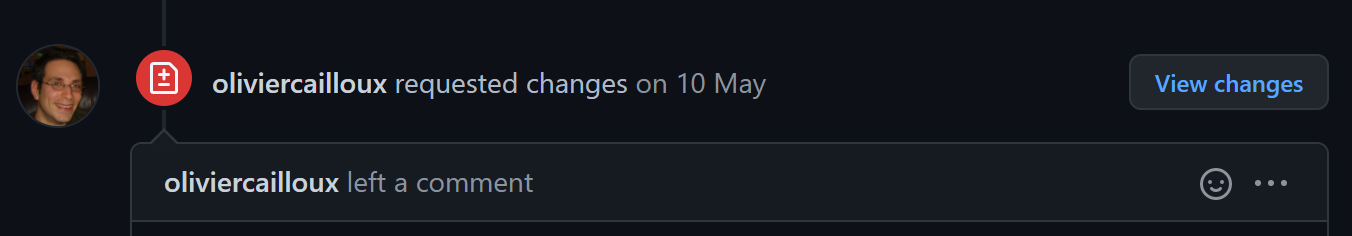 oliviercailloux requested changes on 10 May
View changes
oliviercailloux left a comment